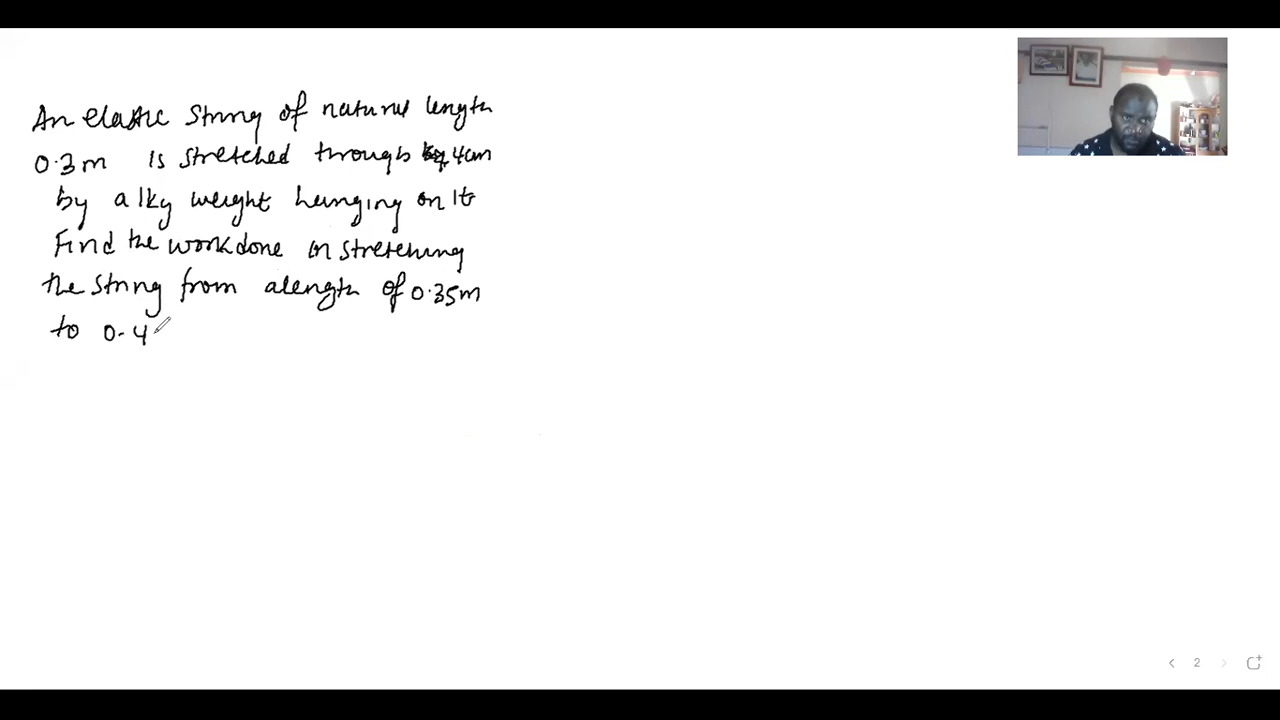 An elastic string of natural length
0.3m is stretched through 4cm
by a 1kg weight hanging on it
Find the workdone in stretching
the string from a length of 0.35m
to 0.4
2